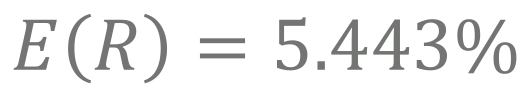 E(R) = 5.443%